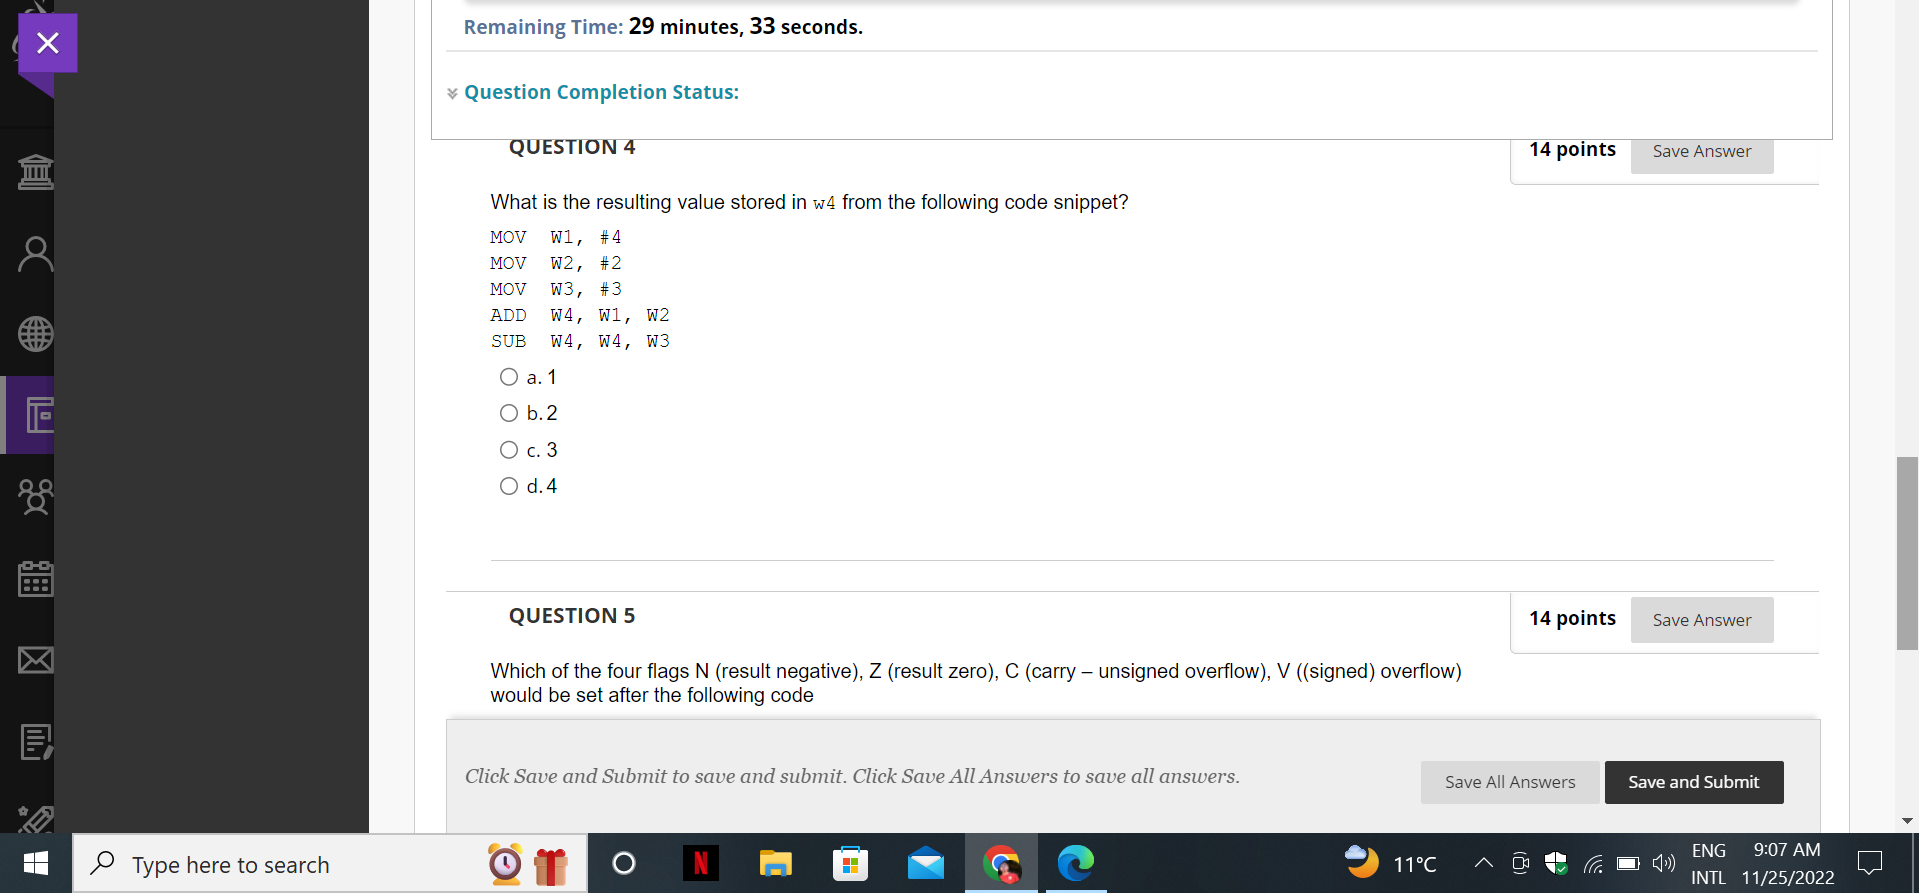 Remaining Time: 29 minutes, 33 seconds.
Question Completion Status:
QUESTION 4
14 points
Save Answer
What is the resulting value stored in w4 from the following code snippet?
MOV W1, #4
MOV W2, #2
MOV W3, #3
ADD W4, W1, W2
SUB W4, W4, W3
a. 1
b. 2
c. 3
d. 4
QUESTION 5
14 points
Save Answer
Which of the four flags N (result negative), Z (result zero), C (carry – unsigned overflow), V ((signed) overflow)
would be set after the following code
Click Save and Submit to save and submit. Click Save All Answers to save all answers.
Save All Answers
Save and Submit
Type here to search
N
11°C
ENG
INTL
9:07 AM
11/25/2022